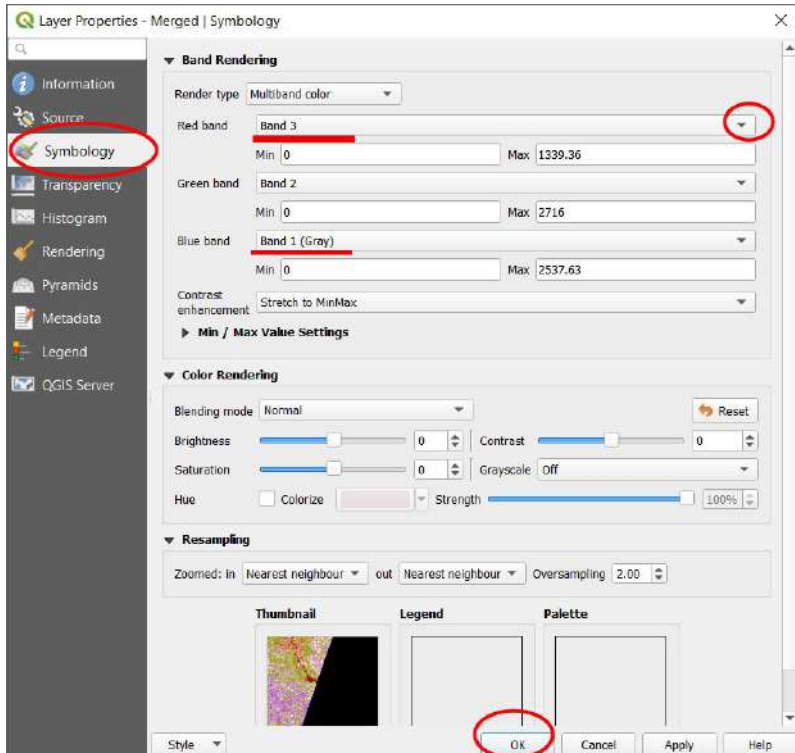 Layer Properties - Merged | Symbology
Information
Source
Symbology
Transparency
Histogram
Rendering
Pyramids
Metadata
Legend
QGIS Server
Band Rendering
Render type Multiband color
Red band Band 3
Min 0 Max 1339.36
Green band Band 2
Min 0 Max 2716
Blue band Band 1 (Gray)
Min 0 Max 2537.63
Contrast
enhancement Stretch to MinMax
Min / Max Value Settings
Color Rendering
Blending mode Normal Reset
Brightness 0 Contrast 0
Saturation 0 Grayscale Off
Hue Colorize Strength 100%
Resampling
Zoomed: in Nearest neighbour out Nearest neighbour Oversampling 2.00
Thumbnail Legend Palette
Style OK Cancel Apply Help